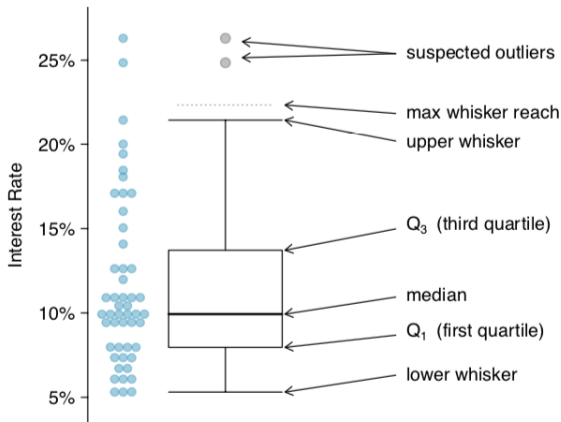 25%
20%
15%
10%
5%
Interest Rate
suspected outliers
max whisker reach
upper whisker
Q3 (third quartile)
median
Q1 (first quartile)
lower whisker